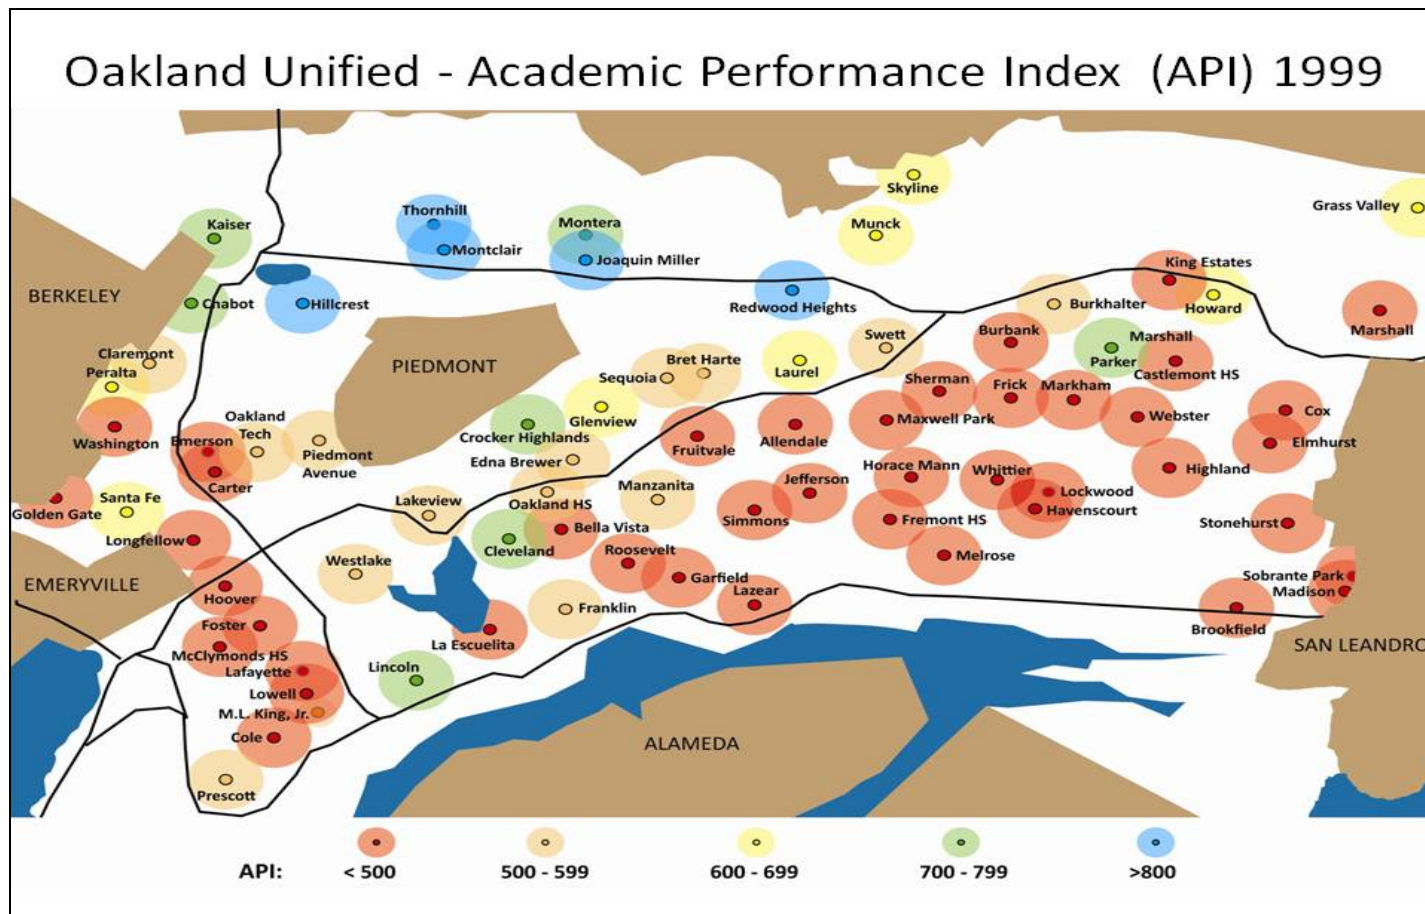 Oakland Unified - Academic Performance Index (API) 1999
Skyline
Grass Valley
Thornhill
Kaiser
Montera
Munck
Montclair
Joaquin Miller
King Estates
BERKELEY
Chabot
Hillcrest
Redwood Heights
Burkhalter
Howard
Marshall
Burbank
Swett
Marshall
Parker
Castlemont HS
Claremont
Peralta
PIEDMONT
Bret Harte
Sequoia
Laurel
Sherman
Frick
Markham
Cox
Oakland
Tech
Glenview
Maxwell Park
Webster
Washington
Emerson
Piedmont
Avenue
Crocker Highlands
Fruitvale
Allendale
Elmhurst
Edna Brewer
Horace Mann
Whittier
Highland
Carter
Manzanita
Jefferson
Lockwood
Santa Fe
Lakeview
Oakland HS
Havenscourt
Golden Gate
Simmons
Fremont HS
Stonehurst
Bella Vista
Longfellow
Cleveland
Roosevelt
Melrose
Westlake
EMERYVILLE
Garfield
Sobrante Park
Madison
Hoover
Lazear
Franklin
Foster
Brookfield
La Escuelita
SAN LEANDRO
McClymonds HS
Lafayette
Lincoln
Lowell
M.L. King, Jr.
Cole
ALAMEDA
Prescott
API: < 500 500 - 599 600 - 699 700 - 799 >800